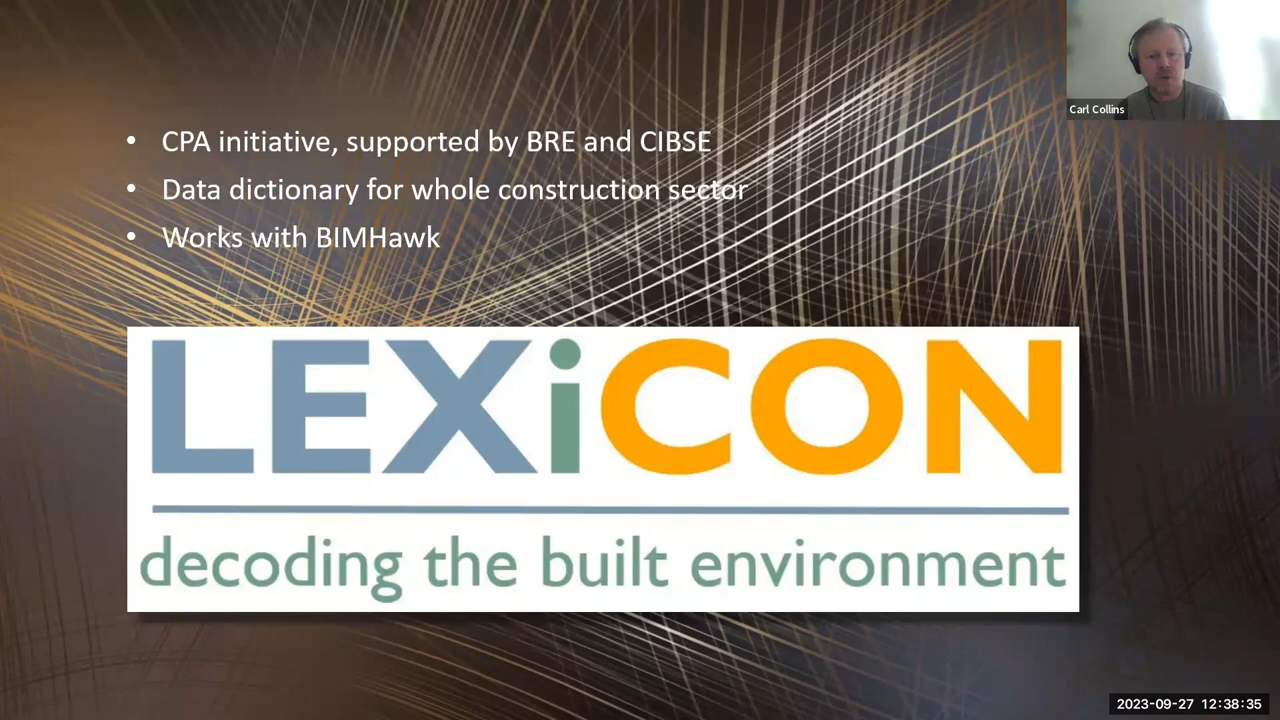 Carl Collins
• CPA initiative, supported by BRE and CIBSE
• Data dictionary for whole construction sector
• Works with BIMHawk
LEXiCON
decoding the built environment
2023-09-27 12:38:35